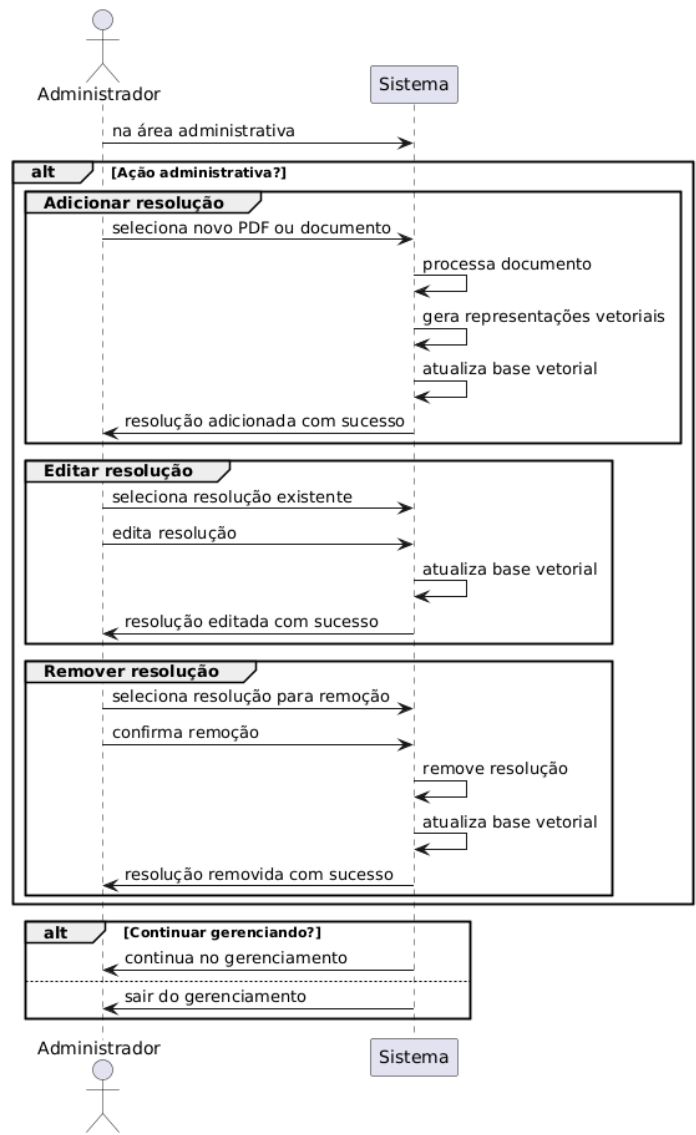 Administrador
Sistema
na área administrativa
alt [Ação administrativa?]
Adicionar resolução
seleciona novo PDF ou documento
processa documento
gera representações vetoriais
atualiza base vetorial
resolução adicionada com sucesso
Editar resolução
seleciona resolução existente
edita resolução
atualiza base vetorial
resolução editada com sucesso
Remover resolução
seleciona resolução para remoção
confirma remoção
remove resolução
atualiza base vetorial
resolução removida com sucesso
alt [Continuar gerenciando?]
continua no gerenciamento
sair do gerenciamento
Administrador
Sistema